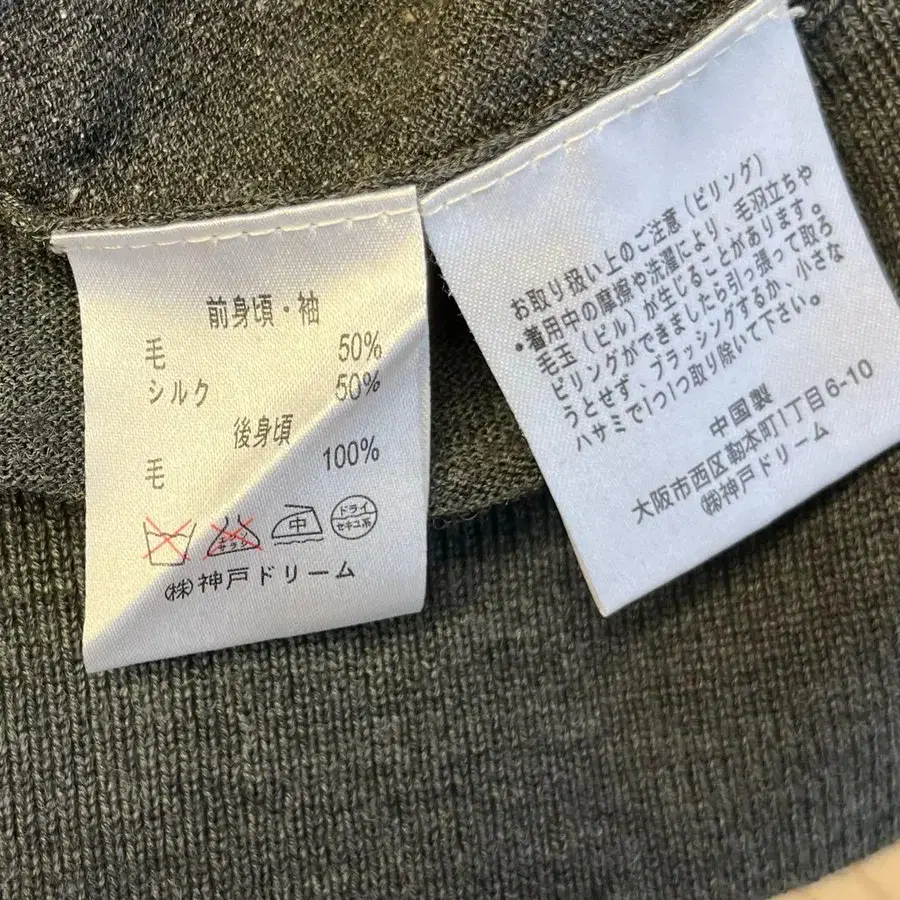 前身頃・袖
毛 50%
シルク 50%
後身頃
毛 100%
エンソ
サラシ
中
ドライ
セキユ系
(株)神戸ドリーム
お取り扱い上のご注意(ピリング)
•着用中の摩擦や洗濯により、毛羽立ちや
毛玉(ピル)が生じることがあります。
ピリングができましたら引っ張って取ろ
うとせず、ブラッシングするか、小さな
ハサミで1つ1つ取り除いて下さい。
中国製
大阪市西区靭本町1丁目6-10
㈱神戸ドリーム